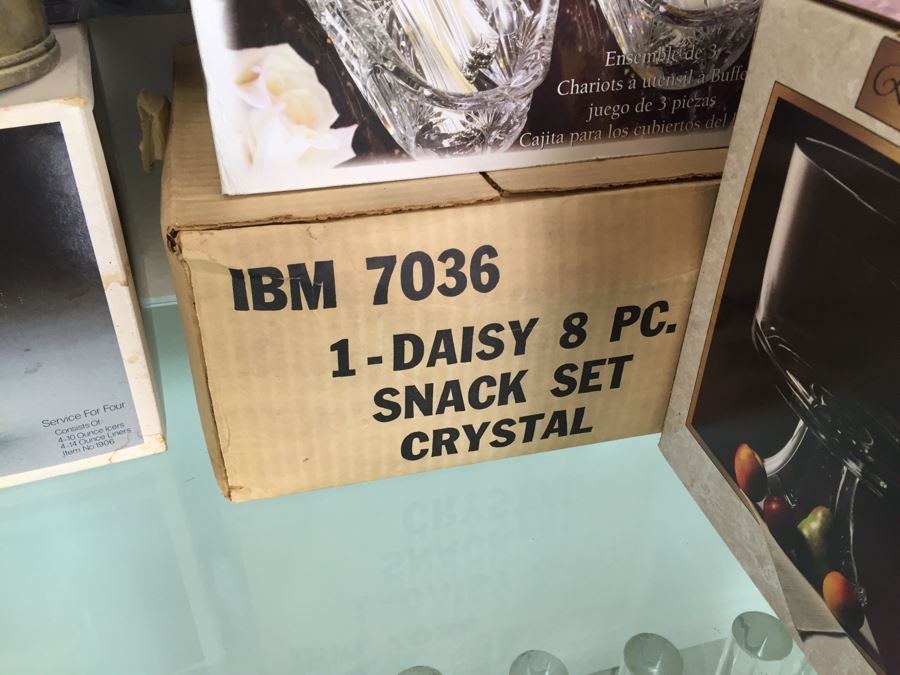 Ensemble de 3
Chariots à utensil à Buffe
juego de 3 piezas
Cajita para los cubiertos del
IBM 7036
1-DAISY 8 PC.
SNACK SET
CRYSTAL
Service For Four
Consists Of:
4-10 Ounce Icers
4-14 Ounce Liners
Item No. 1906